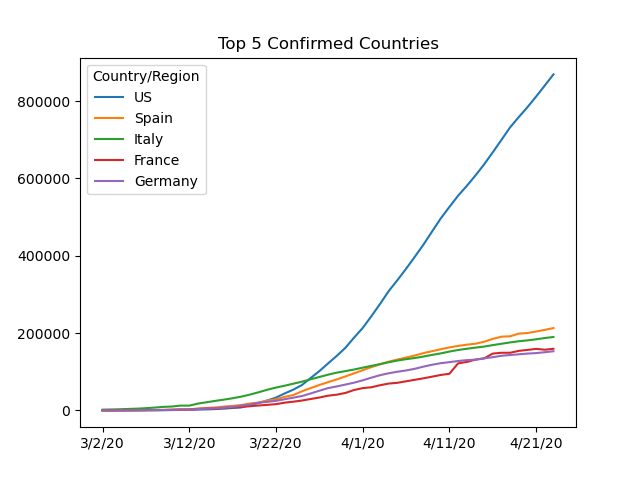 Top 5 Confirmed Countries
Country/Region
US
Spain
Italy
France
Germany
800000
600000
400000
200000
0
3/2/20
3/12/20
3/22/20
4/1/20
4/11/20
4/21/20